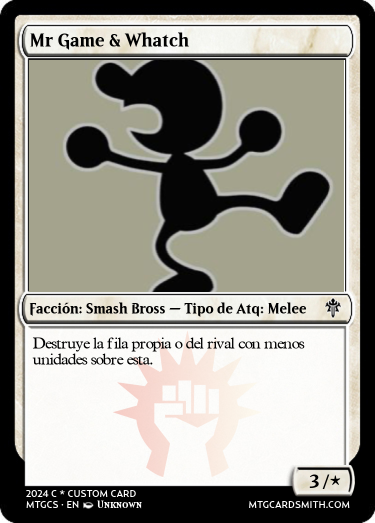 Mr Game & Whatch
Facción: Smash Bross — Tipo de Atq: Melee
Destruye la fila propia o del rival con menos
unidades sobre esta.
3/★
2024 C * CUSTOM CARD
MTGCS · EN Unknown
MTGCARDSMITH.COM